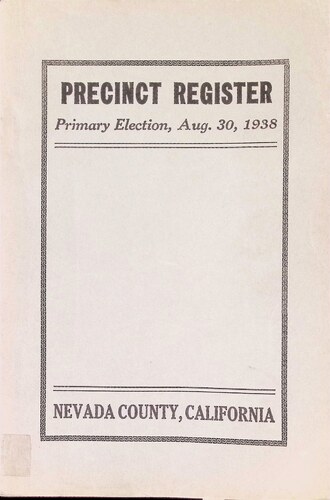 PRECINCT REGISTER
Primary Election, Aug. 30, 1938
NEVADA COUNTY, CALIFORNIA